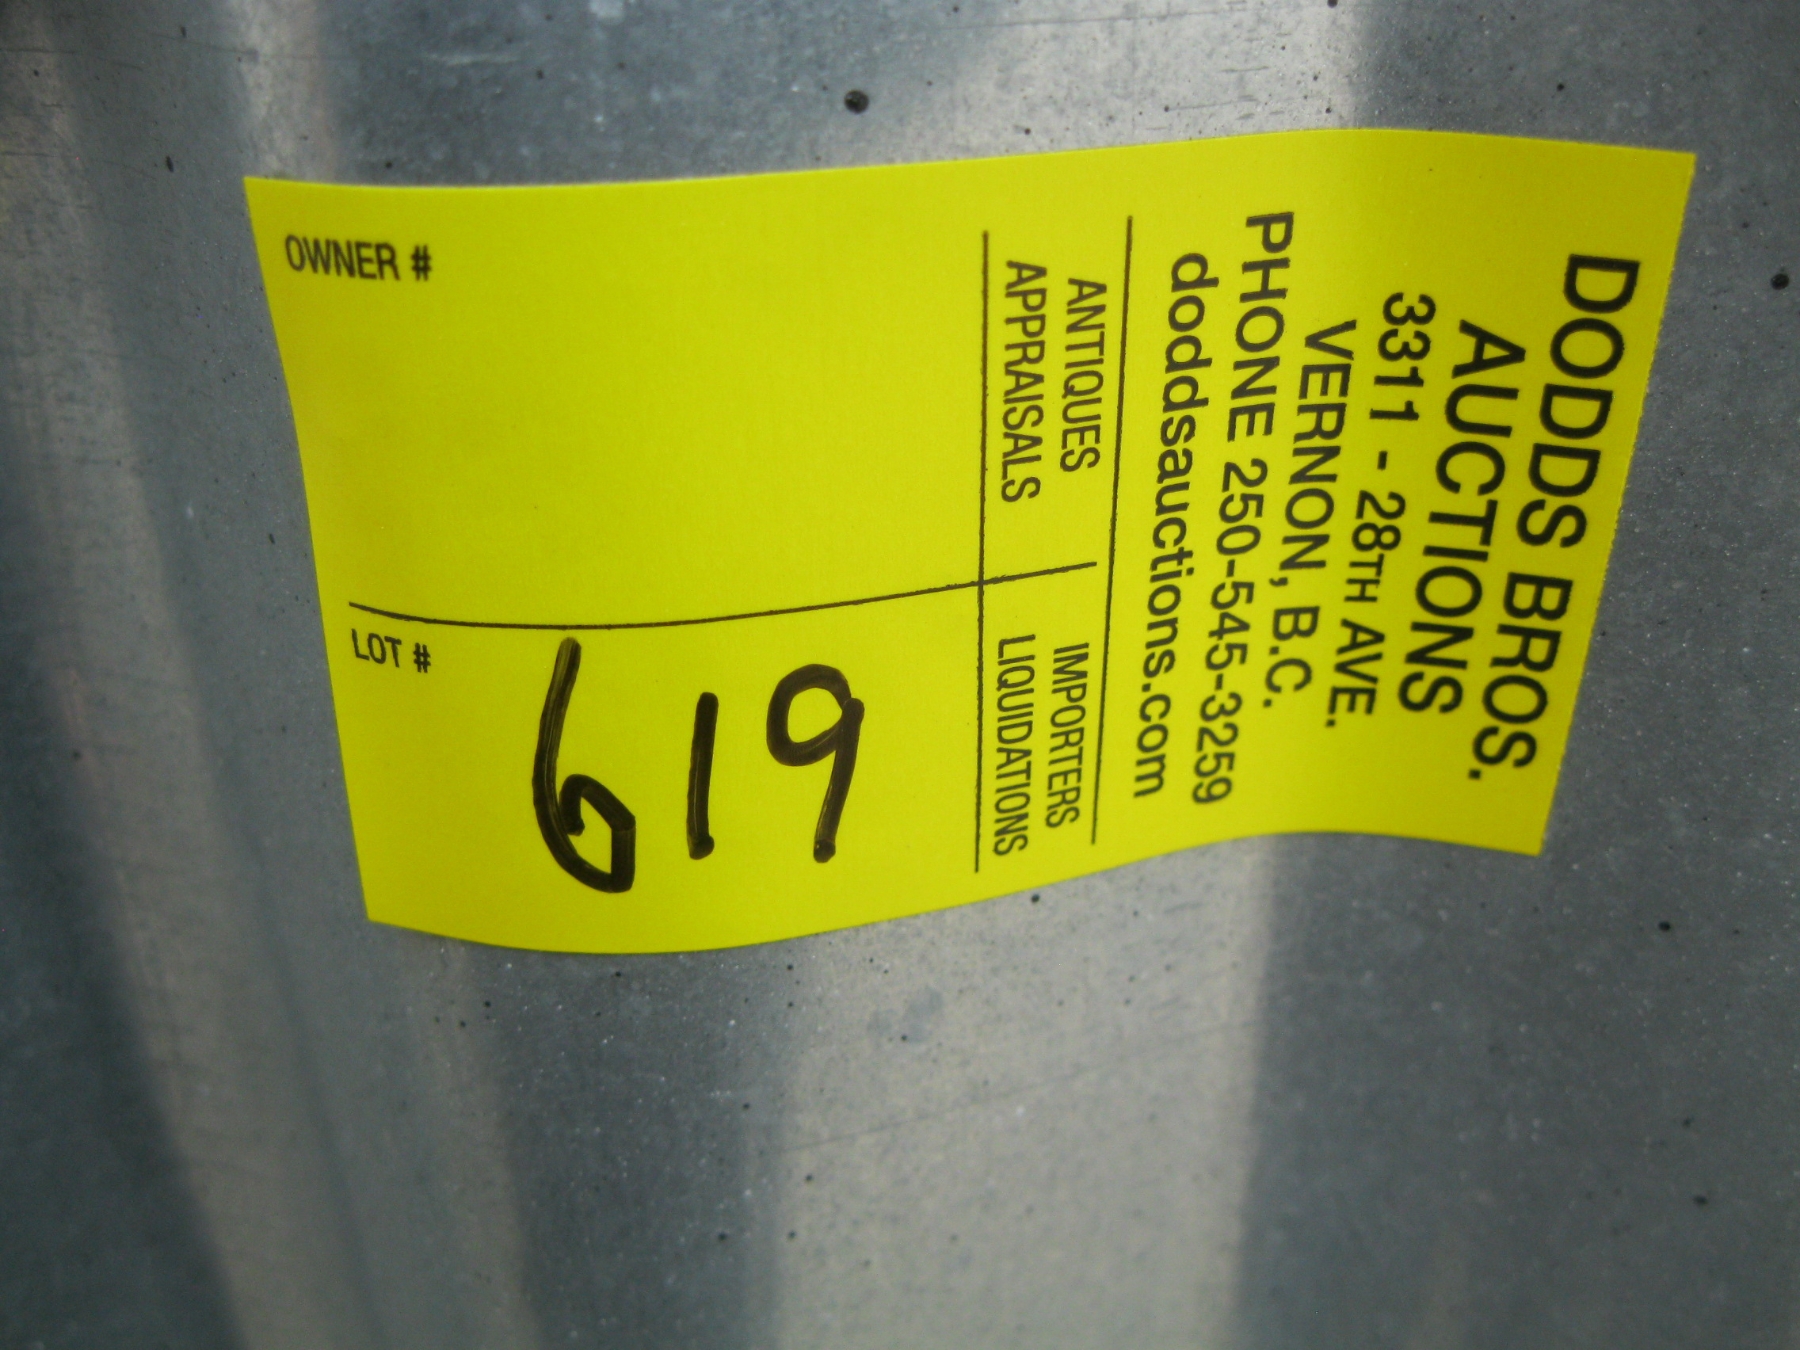 DODDS BROS.
AUCTIONS
3311 - 28TH AVE.
VERNON, B.C.
PHONE 250-545-3259
doddsauctions.com
ANTIQUES
APPRAISALS
IMPORTERS
LIQUIDATIONS
OWNER #
LOT #
619